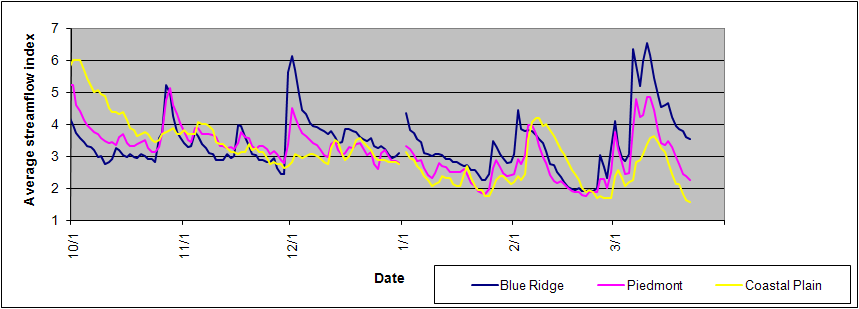 Average streamflow index
7
6
5
4
3
2
1
10/1
11/1
12/1
1/1
2/1
3/1
Date
Blue Ridge
Piedmont
Coastal Plain